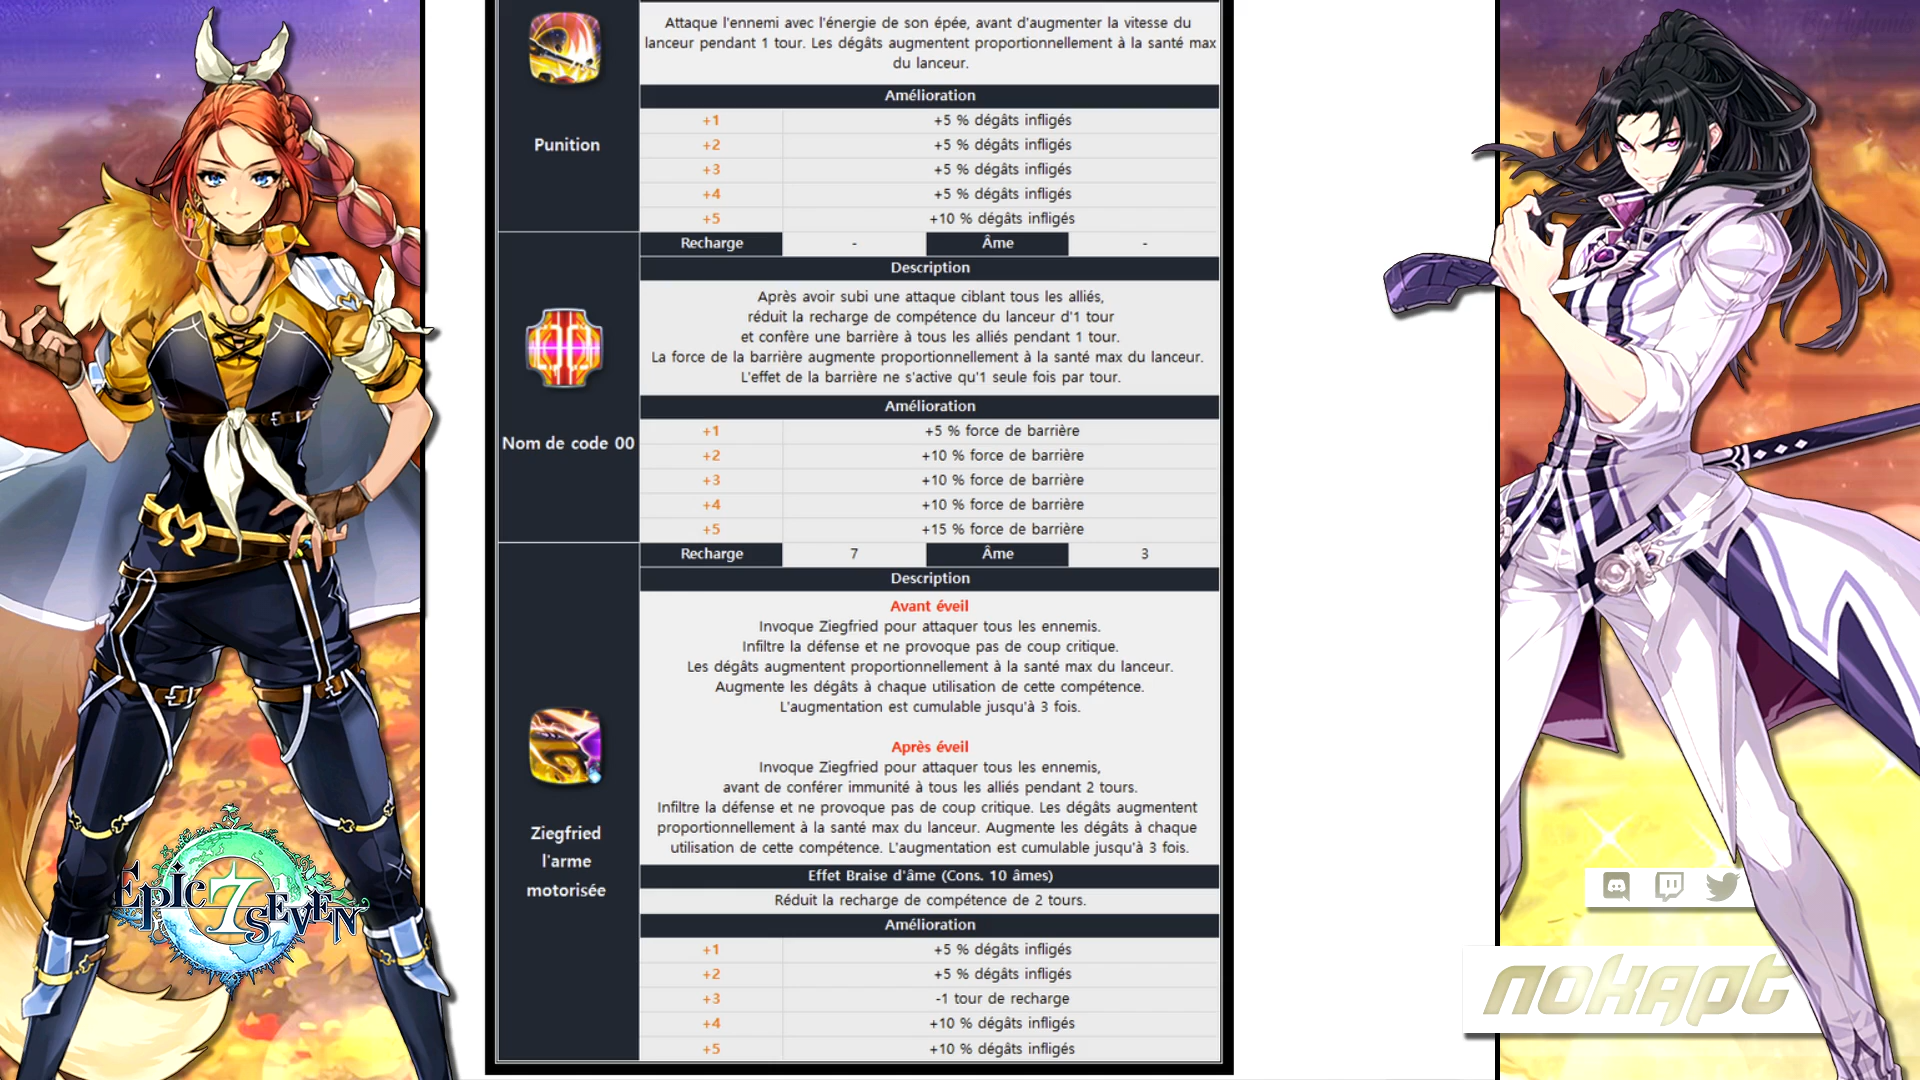 Attaque l'ennemi avec l'énergie de son épée, avant d'augmenter la vitesse du
lanceur pendant 1 tour. Les dégâts augmentent proportionnellement à la santé max
du lanceur.
Punition
Amélioration
+1 +5 % dégâts infligés
+2 +5 % dégâts infligés
+3 +5 % dégâts infligés
+4 +5 % dégâts infligés
+5 +10 % dégâts infligés
Nom de code 00
Recharge - Âme -
Description
Après avoir subi une attaque ciblant tous les alliés,
réduit la recharge de compétence du lanceur d'1 tour
et confère une barrière à tous les alliés pendant 1 tour.
La force de la barrière augmente proportionnellement à la santé max du lanceur.
L'effet de la barrière ne s'active qu'1 seule fois par tour.
Amélioration
+1 +5 % force de barrière
+2 +10 % force de barrière
+3 +10 % force de barrière
+4 +10 % force de barrière
+5 +15 % force de barrière
Ziegfried
l'arme
motorisée
Recharge 7 Âme 3
Description
Avant éveil
Invoque Ziegfried pour attaquer tous les ennemis.
Infiltre la défense et ne provoque pas de coup critique.
Les dégâts augmentent proportionnellement à la santé max du lanceur.
Augmente les dégâts à chaque utilisation de cette compétence.
L'augmentation est cumulable jusqu'à 3 fois.
Après éveil
Invoque Ziegfried pour attaquer tous les ennemis,
avant de conférer immunité à tous les alliés pendant 2 tours.
Infiltre la défense et ne provoque pas de coup critique. Les dégâts augmentent
proportionnellement à la santé max du lanceur. Augmente les dégâts à chaque
utilisation de cette compétence. L'augmentation est cumulable jusqu'à 3 fois.
Effet Braise d'âme (Cons. 10 âmes)
Réduit la recharge de compétence de 2 tours.
Amélioration
+1 +5 % dégâts infligés
+2 +5 % dégâts infligés
+3 -1 tour de recharge
+4 +10 % dégâts infligés
+5 +10 % dégâts infligés
Epic 7 Seven
nokapt